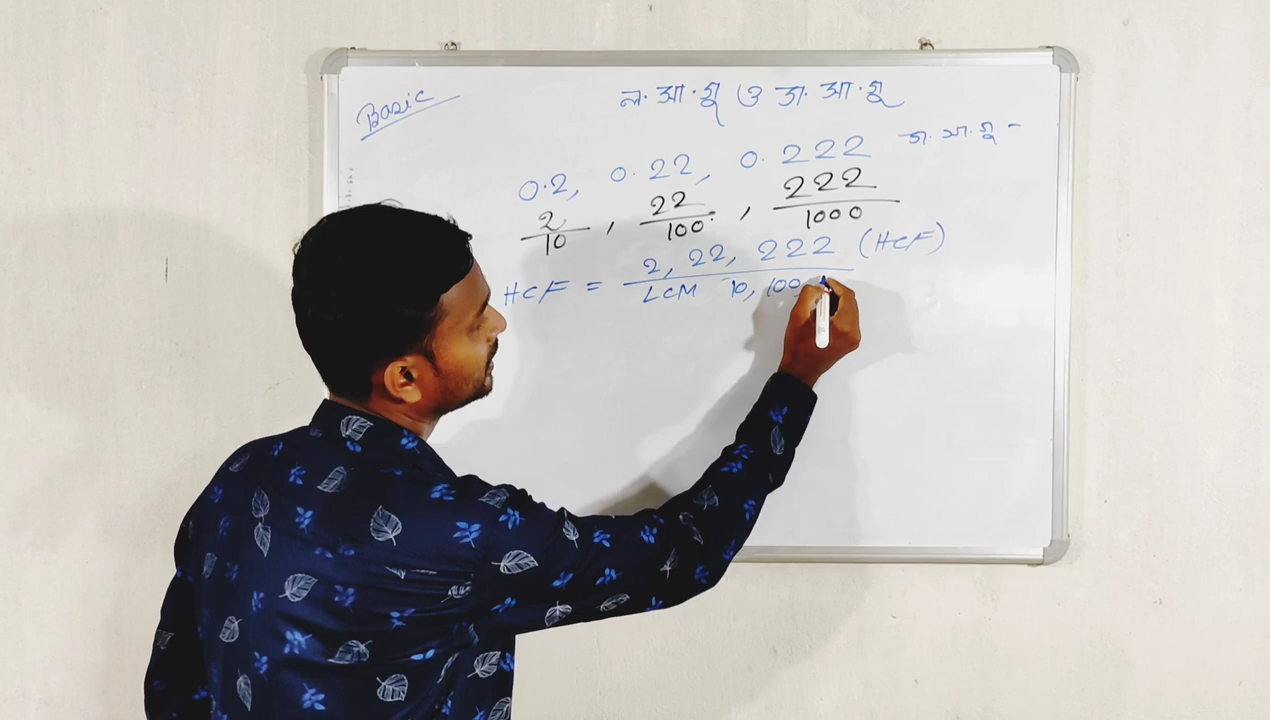 Basic
ল. সা. গু ও গ. সা. গু
0.2, 0.22, 0.222 গ. সা. গু -
2/10 , 22/100 , 222/1000
2, 22, 222 (HCF)
HCF = LCM 10, 100,